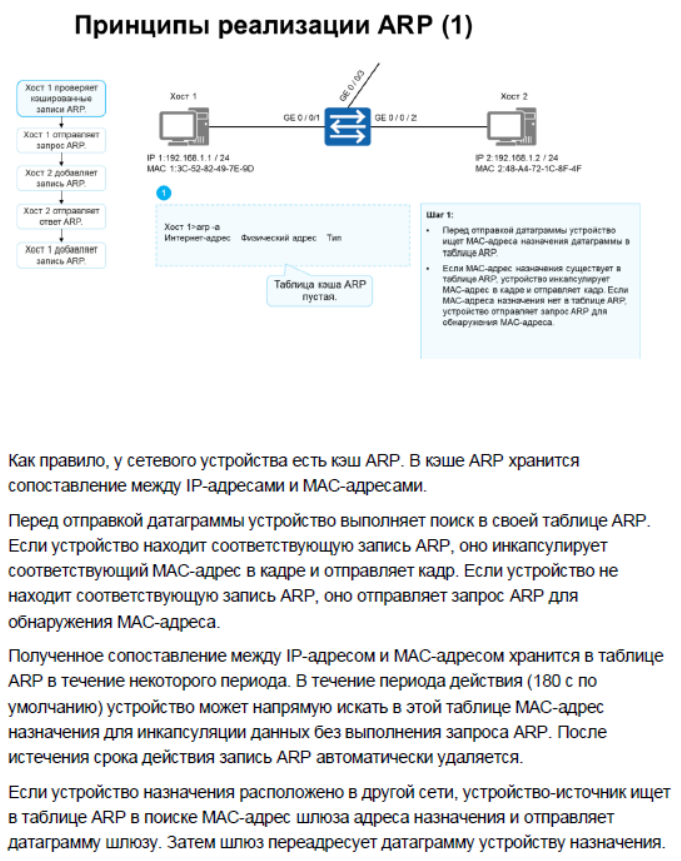 Принципы реализации ARP (1)
Хост 1 проверяет
кэшированные
записи ARP.
Хост 1 отправляет
запрос ARP.
Хост 2 добавляет
запись ARP.
Хост 2 отправляет
ответ ARP.
Хост 1 добавляет
запись ARP.
Хост 1
GE 0 / 0/1
GE 0 / 0/3
GE 0 / 0 / 2
Хост 2
IP 1:192.168.1.1 / 24
MAC 1:3C-52-82-49-7E-9D
IP 2:192.168.1.2 / 24
MAC 2:48-A4-72-1C-8F-4F
1
Хост 1>arp -a
Интернет-адрес Физический адрес Тип
Таблица кэша ARP
пустая.
Шаг 1:
• Перед отправкой датаграммы устройство
ищет MAC-адреса назначения датаграммы в
таблице ARP.
• Если MAC-адрес назначения существует в
таблице ARP, устройство инкапсулирует
MAC-адрес в кадре и отправляет кадр. Если
MAC-адреса назначения нет в таблице ARP,
устройство отправляет запрос ARP для
обнаружения MAC-адреса.
Как правило, у сетевого устройства есть кэш ARP. В кэше ARP хранится
сопоставление между IP-адресами и MAC-адресами.
Перед отправкой датаграммы устройство выполняет поиск в своей таблице ARP.
Если устройство находит соответствующую запись ARP, оно инкапсулирует
соответствующий MAC-адрес в кадре и отправляет кадр. Если устройство не
находит соответствующую запись ARP, оно отправляет запрос ARP для
обнаружения MAC-адреса.
Полученное сопоставление между IP-адресом и MAC-адресом хранится в таблице
ARP в течение некоторого периода. В течение периода действия (180 с по
умолчанию) устройство может напрямую искать в этой таблице MAC-адрес
назначения для инкапсуляции данных без выполнения запроса ARP. После
истечения срока действия запись ARP автоматически удаляется.
Если устройство назначения расположено в другой сети, устройство-источник ищет
в таблице ARP в поиске MAC-адрес шлюза адреса назначения и отправляет
датаграмму шлюзу. Затем шлюз переадресует датаграмму устройству назначения.